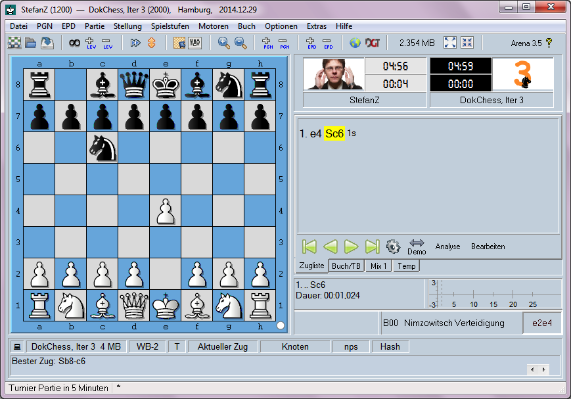 StefanZ (1200) — DokChess, Iter 3 (2000), Hamburg, 2014.12.29
Datei PGN EPD Partie Stellung Spielstufen Motoren Buch Optionen Extras Hilfe
LEV LEV PGN PGN EPD EPD DGT 2.354 MB Arena 3.5
a b c d e f g h
8
7
6
5
4
3
2
1
a b c d e f g h
04:56
00:04
04:59
00:00
3
StefanZ DokChess, Iter 3
1. e4 Sc6 1s
Demo Analyse Bearbeiten
Zugliste Buch/TB Mix 1 Temp
1. .. Sc6
Dauer: 00:01,024
3
-3
5 10 15 20 25
B00 Nimzowitsch Verteidigung e2e4
DokChess, Iter 3 4 MB WB-2 T Aktueller Zug Knoten nps Hash
Bester Zug: Sb8-c6
Turnier Partie in 5 Minuten *